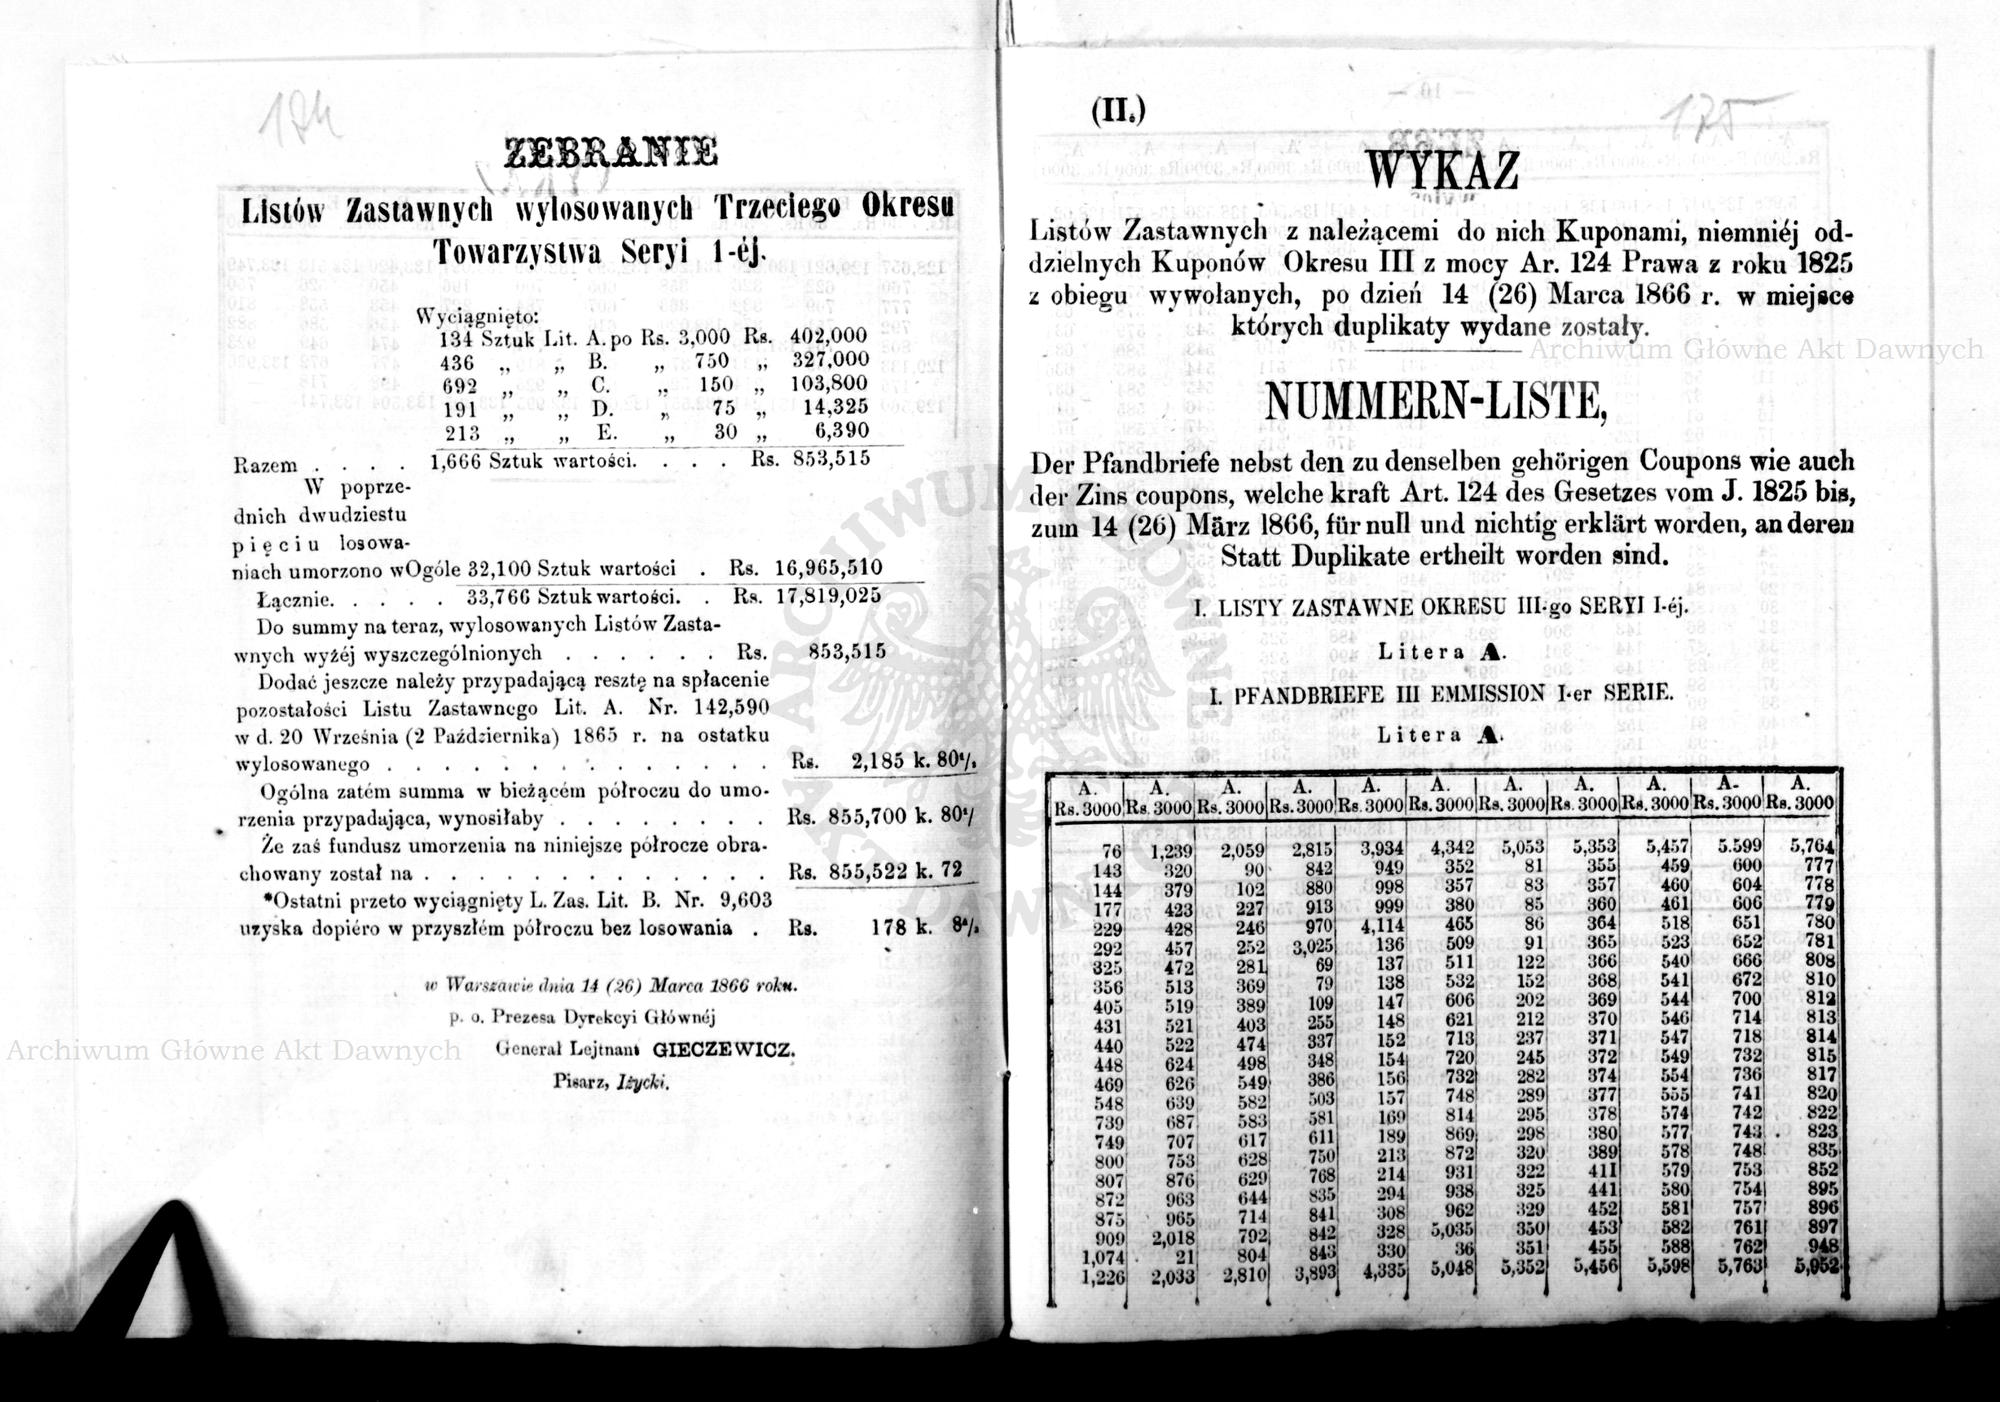 174
ZEBRANIE
Listów Zastawnych wylosowanych Trzeciego Okresu
Towarzystwa Seryi 1-éj.
Wyciągnięto:
134 Sztuk Lit. A. po Rs. 3,000 Rs. 402,000
436 „ „ B. „ 750 „ 327,000
692 „ „ C. „ 150 „ 103,800
191 „ „ D. „ 75 „ 14,325
213 „ „ E. „ 30 „ 6,390
Razem . . . . 1,666 Sztuk wartości. . . . Rs. 853,515
W poprze-
dnich dwudziestu
pięciu losowa-
niach umorzono wOgóle 32,100 Sztuk wartości . Rs. 16,965,510
Łącznie. . . . . 33,766 Sztuk wartości. . Rs. 17,819,025
Do summy na teraz, wylosowanych Listów Zasta-
wnych wyżéj wyszczególnionych . . . . . . Rs. 853,515
Dodać jeszcze należy przypadającą resztę na spłacenie
pozostałości Listu Zastawnego Lit. A. Nr. 142,590
w d. 20 Września (2 Października) 1865 r. na ostatku
wylosowanego . . . . . . . . . . . . . . Rs. 2,185 k. 80
Ogólna zatém summa w bieżącém półroczu do umo-
rzenia przypadająca, wynosiłaby . . . . . . . . Rs. 855,700 k. 80
Że zaś fundusz umorzenia na niniejsze półrocze obra-
chowany został na . . . . . . . . . . . . . Rs. 855,522 k. 72
*Ostatni przeto wyciągnięty L. Zas. Lit. B. Nr. 9,603
uzyska dopiéro w przyszłém półroczu bez losowania . Rs. 178 k. 8
w Warszawie dnia 14 (26) Marca 1866 roku.
p. o. Prezesa Dyrekcyi Głównéj
Generał Lejtnant GIECZEWICZ.
Pisarz, Iżycki.
175
(II.)
WYKAZ
Listów Zastawnych z należącemi do nich Kuponami, niemniéj od-
dzielnych Kuponów Okresu III z mocy Ar. 124 Prawa z roku 1825
z obiegu wywołanych, po dzień 14 (26) Marca 1866 r. w miejsce
których duplikaty wydane zostały.
NUMMERN-LISTE,
Der Pfandbriefe nebst den zu denselben gehörigen Coupons wie auch
der Zins coupons, welche kraft Art. 124 des Gesetzes vom J. 1825 bis,
zum 14 (26) März 1866, für null und nichtig erklärt worden, an deren
Statt Duplikate ertheilt worden sind.
I. LISTY ZASTAWNE OKRESU III-go SERYI I-éj.
Litera A.
I. PFANDBRIEFE III EMMISSION I-er SERIE.
Litera A.
A. A. A. A. A. A. A. A. A. A- A.
Rs. 3000 Rs. 3000 Rs. 3000 Rs. 3000 Rs. 3000 Rs. 3000 Rs. 3000 Rs. 3000 Rs. 3000 Rs. 3000 Rs. 3000
76 1,239 2,059 2,815 3,934 4,342 5,053 5,353 5,457 5.599 5,764
143 320 90 842 949 352 81 355 459 600 777
144 379 102 880 998 357 83 357 460 604 778
177 423 227 913 999 380 85 360 461 606 779
229 428 246 970 4,114 465 86 364 518 651 780
292 457 252 3,025 136 509 91 365 523 652 781
325 472 281 69 137 511 122 366 540 666 808
356 513 369 79 138 532 152 368 541 672 810
405 519 389 109 147 606 202 369 544 700 812
431 521 403 255 148 621 212 370 546 714 813
440 522 474 337 152 713 237 371 547 718 814
448 624 498 348 154 720 245 372 549 732 815
469 626 549 386 156 732 282 374 554 736 817
548 639 582 503 157 748 289 377 555 741 820
739 687 583 581 169 814 295 378 574 742 822
749 707 617 611 189 869 298 380 577 743 823
800 753 628 750 213 872 320 389 578 748 835
807 876 629 768 214 931 322 411 579 753 852
872 963 644 835 294 938 325 441 580 754 895
875 965 714 841 308 962 329 452 581 757 896
909 2,018 792 842 328 5,035 350 453 582 761 897
1,074 21 804 843 330 36 351 455 588 762 948
1,226 2,033 2,810 3,893 4,335 5,048 5,352 5,456 5,598 5,763 5,952
Archiwum Główne Akt Dawnych
Archiwum Główne Akt Dawnych
ARCHIWUM GŁÓWNE AKT DAWNYCH